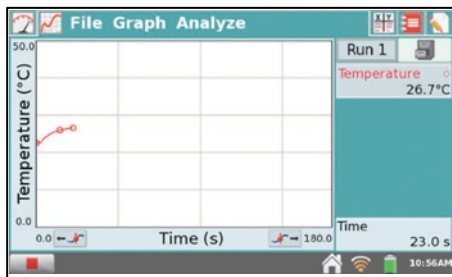 File Graph Analyze
X Y
Run 1
Temperature
26.7°C
50.0
Temperature (°C)
0.0
0.0
Time (s)
180.0
Time
23.0 s
10:56AM